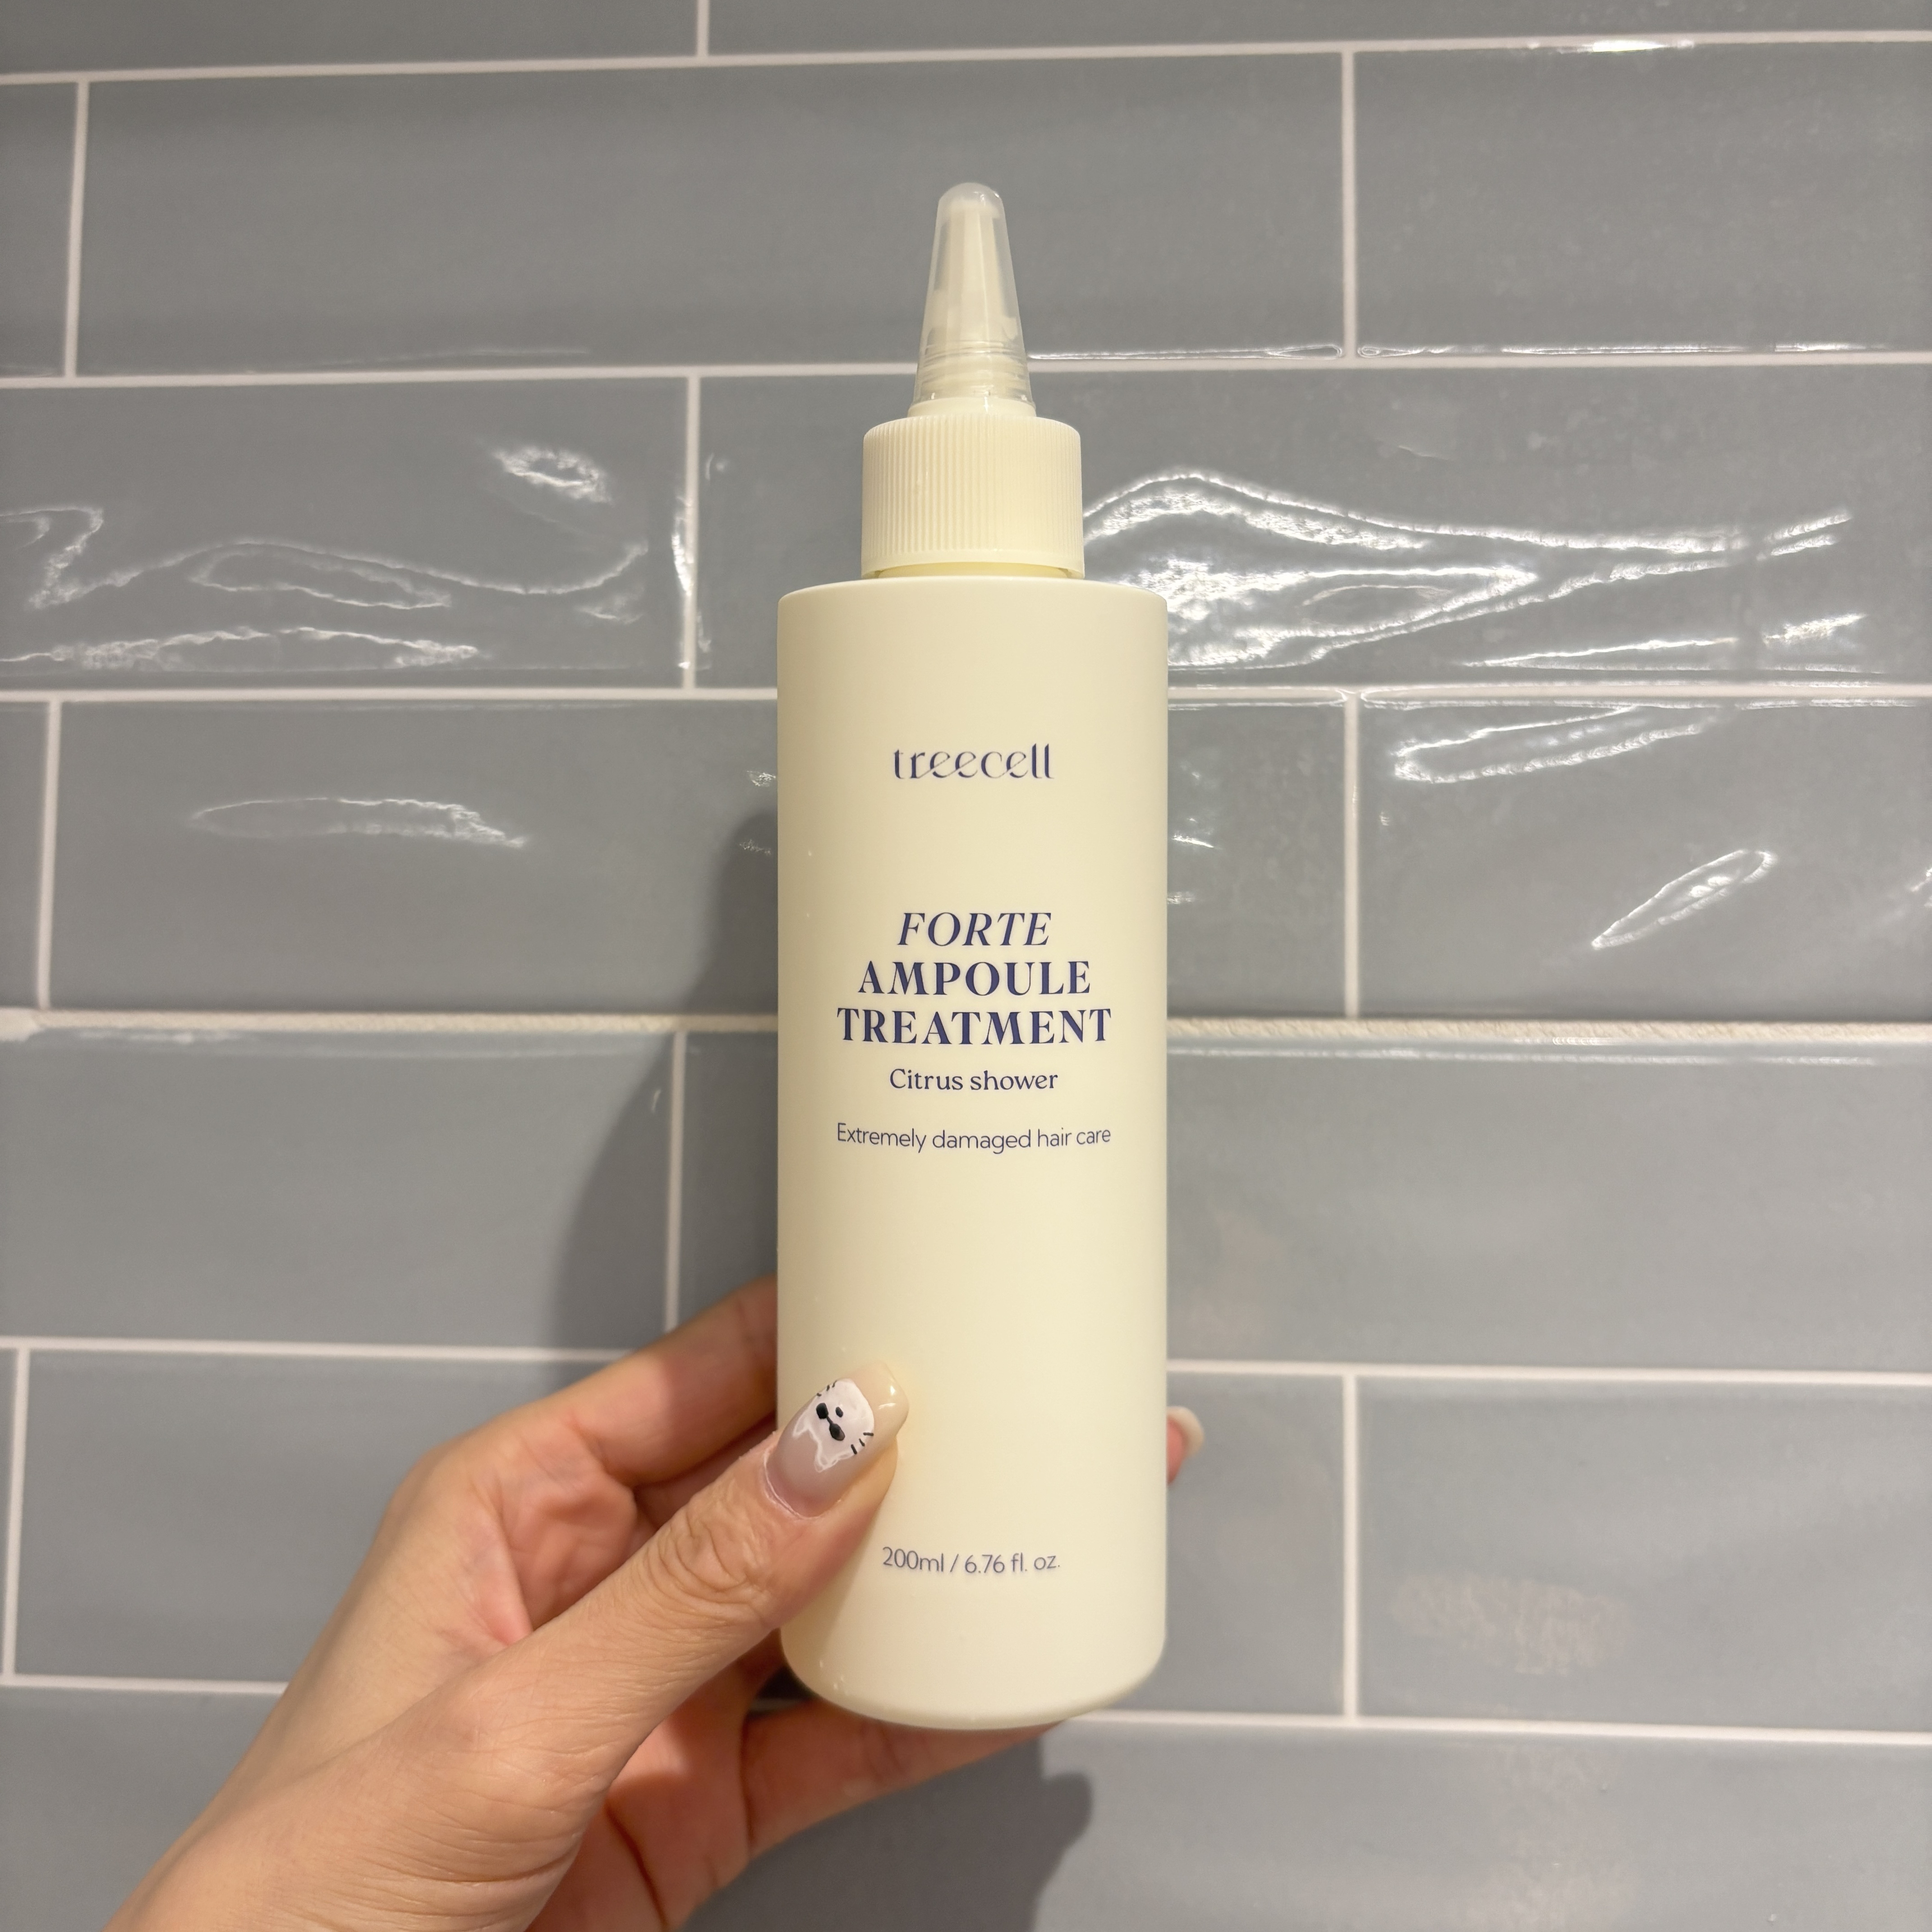 treecell
FORTE
AMPOULE
TREATMENT
Citrus shower
Extremely damaged hair care
200ml / 6.76 fl. oz.